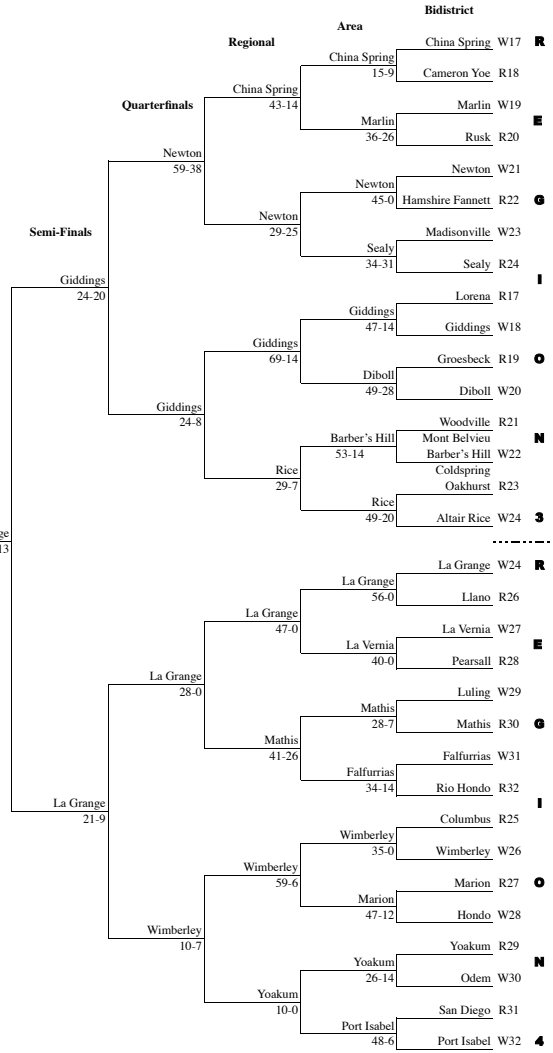 Bidistrict
Area
Regional
China Spring W17 R
China Spring
15-9
Cameron Yoe R18
China Spring
43-14
Quarterfinals
Marlin W19
Marlin
36-26
E
Rusk R20
Newton
59-38
Newton W21
Newton
45-0
Hamshire Fannett R22 G
Newton
29-25
Semi-Finals
Madisonville W23
Sealy
34-31
Sealy R24
I
Giddings
24-20
Lorena R17
Giddings
47-14
Giddings W18
Giddings
69-14
Groesbeck R19 O
Diboll
49-28
Diboll W20
Giddings
24-8
Woodville R21
Barber's Hill
53-14
Mont Belvieu N
Barber's Hill W22
Rice
29-7
Coldspring
Oakhurst R23
Rice
49-20
Altair Rice W24 3
ge
13
La Grange W24 R
La Grange
56-0
Llano R26
La Grange
47-0
La Vernia W27
La Vernia
40-0
E
Pearsall R28
La Grange
28-0
Luling W29
Mathis
28-7
Mathis R30 G
Mathis
41-26
Falfurrias W31
Falfurrias
34-14
Rio Hondo R32
I
La Grange
21-9
Columbus R25
Wimberley
35-0
Wimberley W26
Wimberley
59-6
Marion R27 O
Marion
47-12
Hondo W28
Wimberley
10-7
Yoakum R29
Yoakum
26-14
N
Odem W30
Yoakum
10-0
San Diego R31
Port Isabel
48-6
Port Isabel W32 4